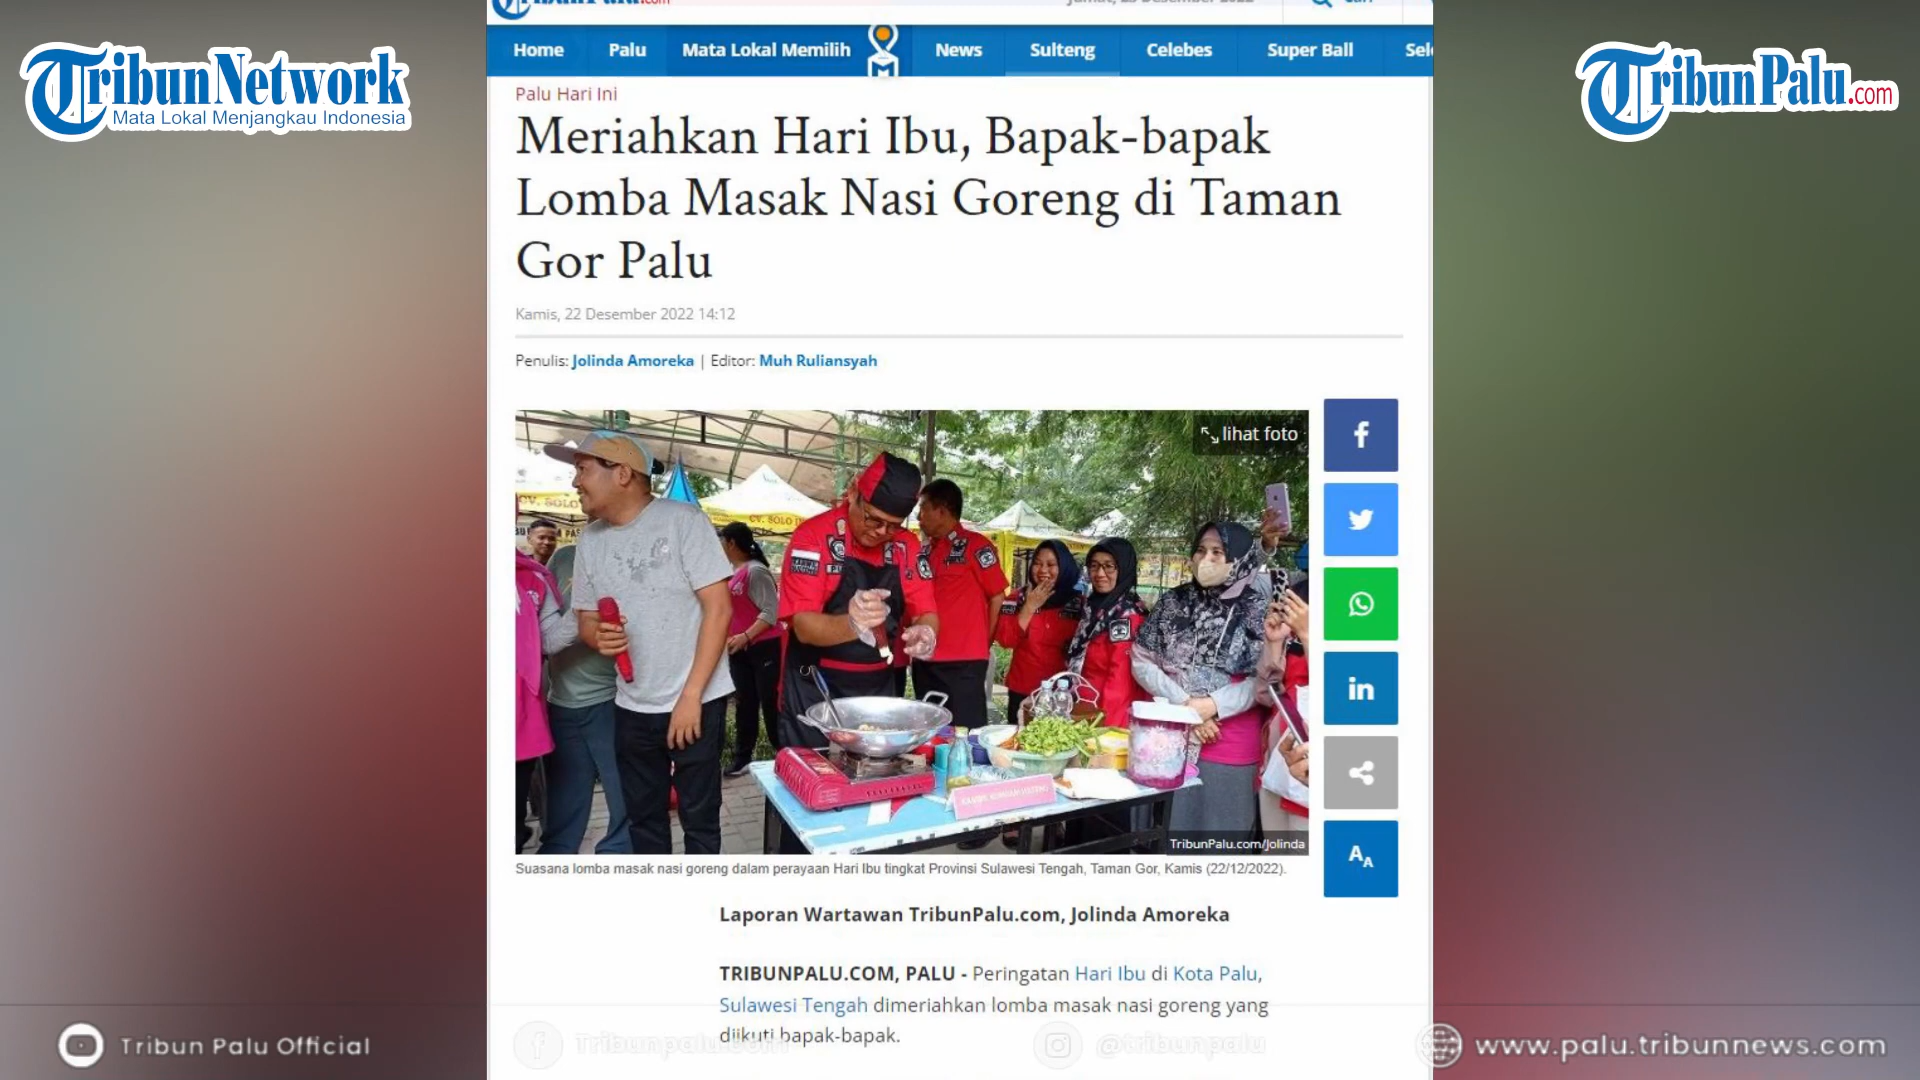 TribunNetwork
Mata Lokal Menjangkau Indonesia
TribunPalu.com
Home Palu Mata Lokal Memilih News Sulteng Celebes Super Ball Sele
Palu Hari Ini
Meriahkan Hari Ibu, Bapak-bapak
Lomba Masak Nasi Goreng di Taman
Gor Palu
Kamis, 22 Desember 2022 14:12
Penulis: Jolinda Amoreka | Editor: Muh Ruliansyah
lihat foto
CV. SOLO
CV. SOLO
TribunPalu.com/Jolinda
Suasana lomba masak nasi goreng dalam perayaan Hari Ibu tingkat Provinsi Sulawesi Tengah, Taman Gor, Kamis (22/12/2022).
Laporan Wartawan TribunPalu.com, Jolinda Amoreka
TRIBUNPALU.COM, PALU - Peringatan Hari Ibu di Kota Palu,
Sulawesi Tengah dimeriahkan lomba masak nasi goreng yang
diikuti bapak-bapak.
Tribun Palu Official
Tribunpalu.com
@tribunpalu
www.palu.tribunnews.com